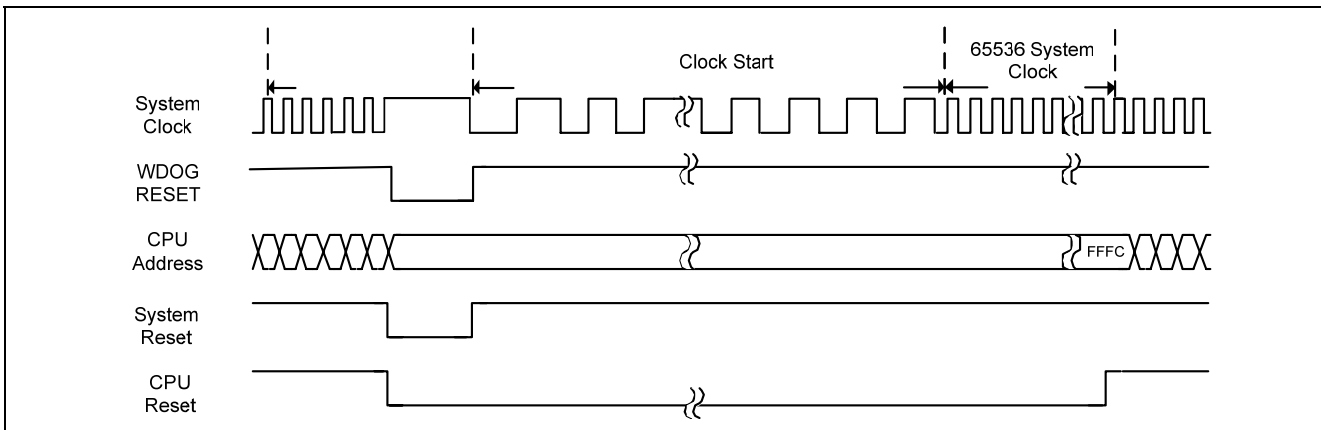 Clock Start
65536 System
Clock
System
Clock
WDOG
RESET
CPU
Address
FFFC
System
Reset
CPU
Reset